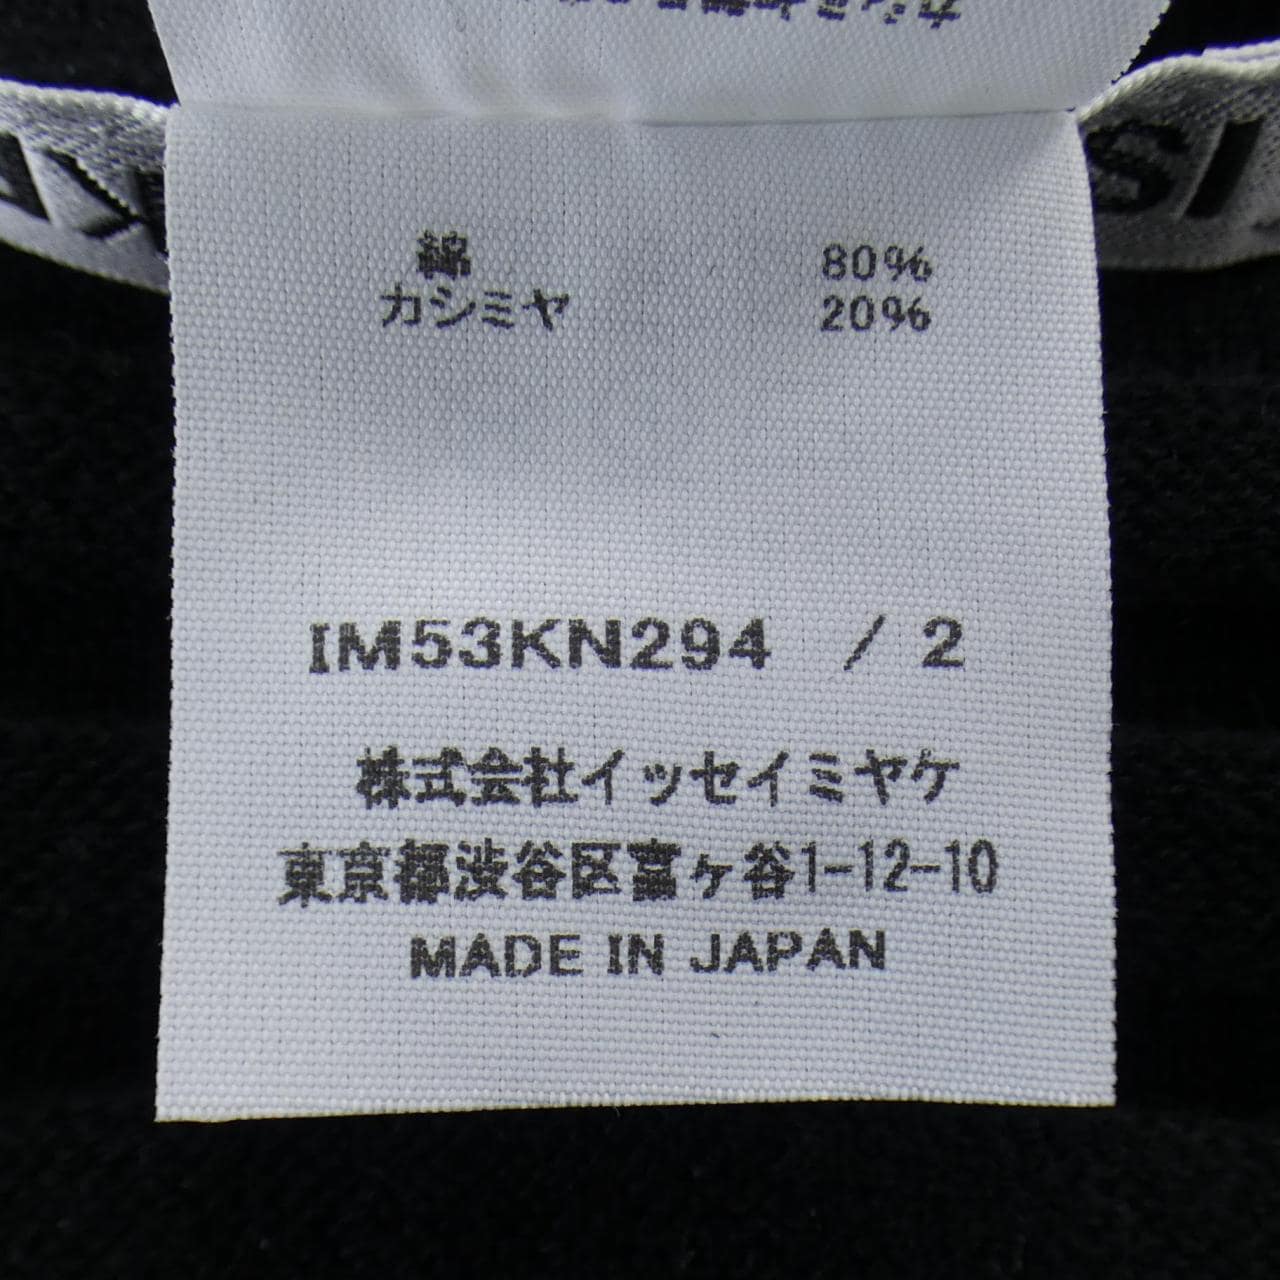 綿 80%
カシミヤ 20%
IM53KN294 / 2
株式会社イッセイミヤケ
東京都渋谷区富ヶ谷1-12-10
MADE IN JAPAN